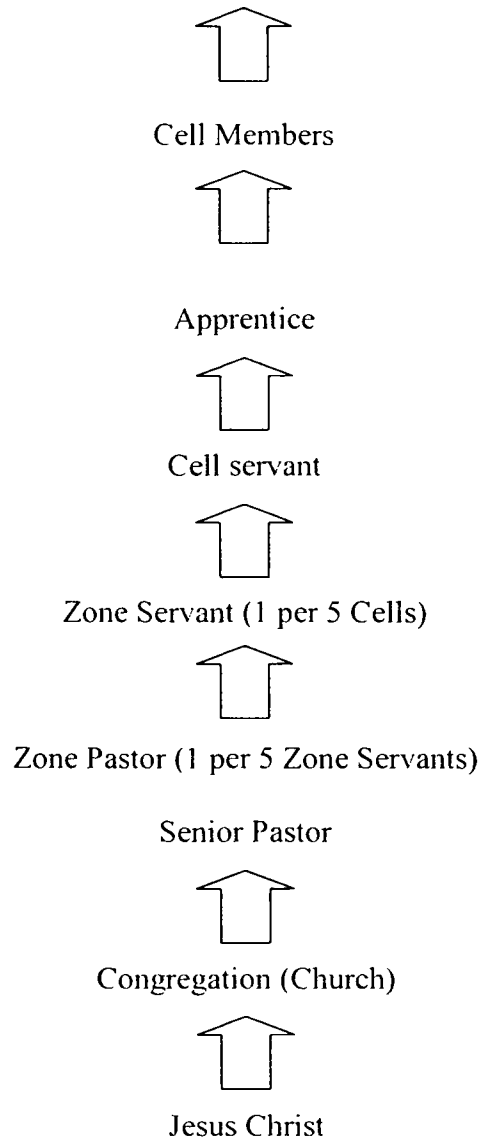 Cell Members
Apprentice
Cell servant
Zone Servant (1 per 5 Cells)
Zone Pastor (1 per 5 Zone Servants)
Senior Pastor
Congregation (Church)
Jesus Christ